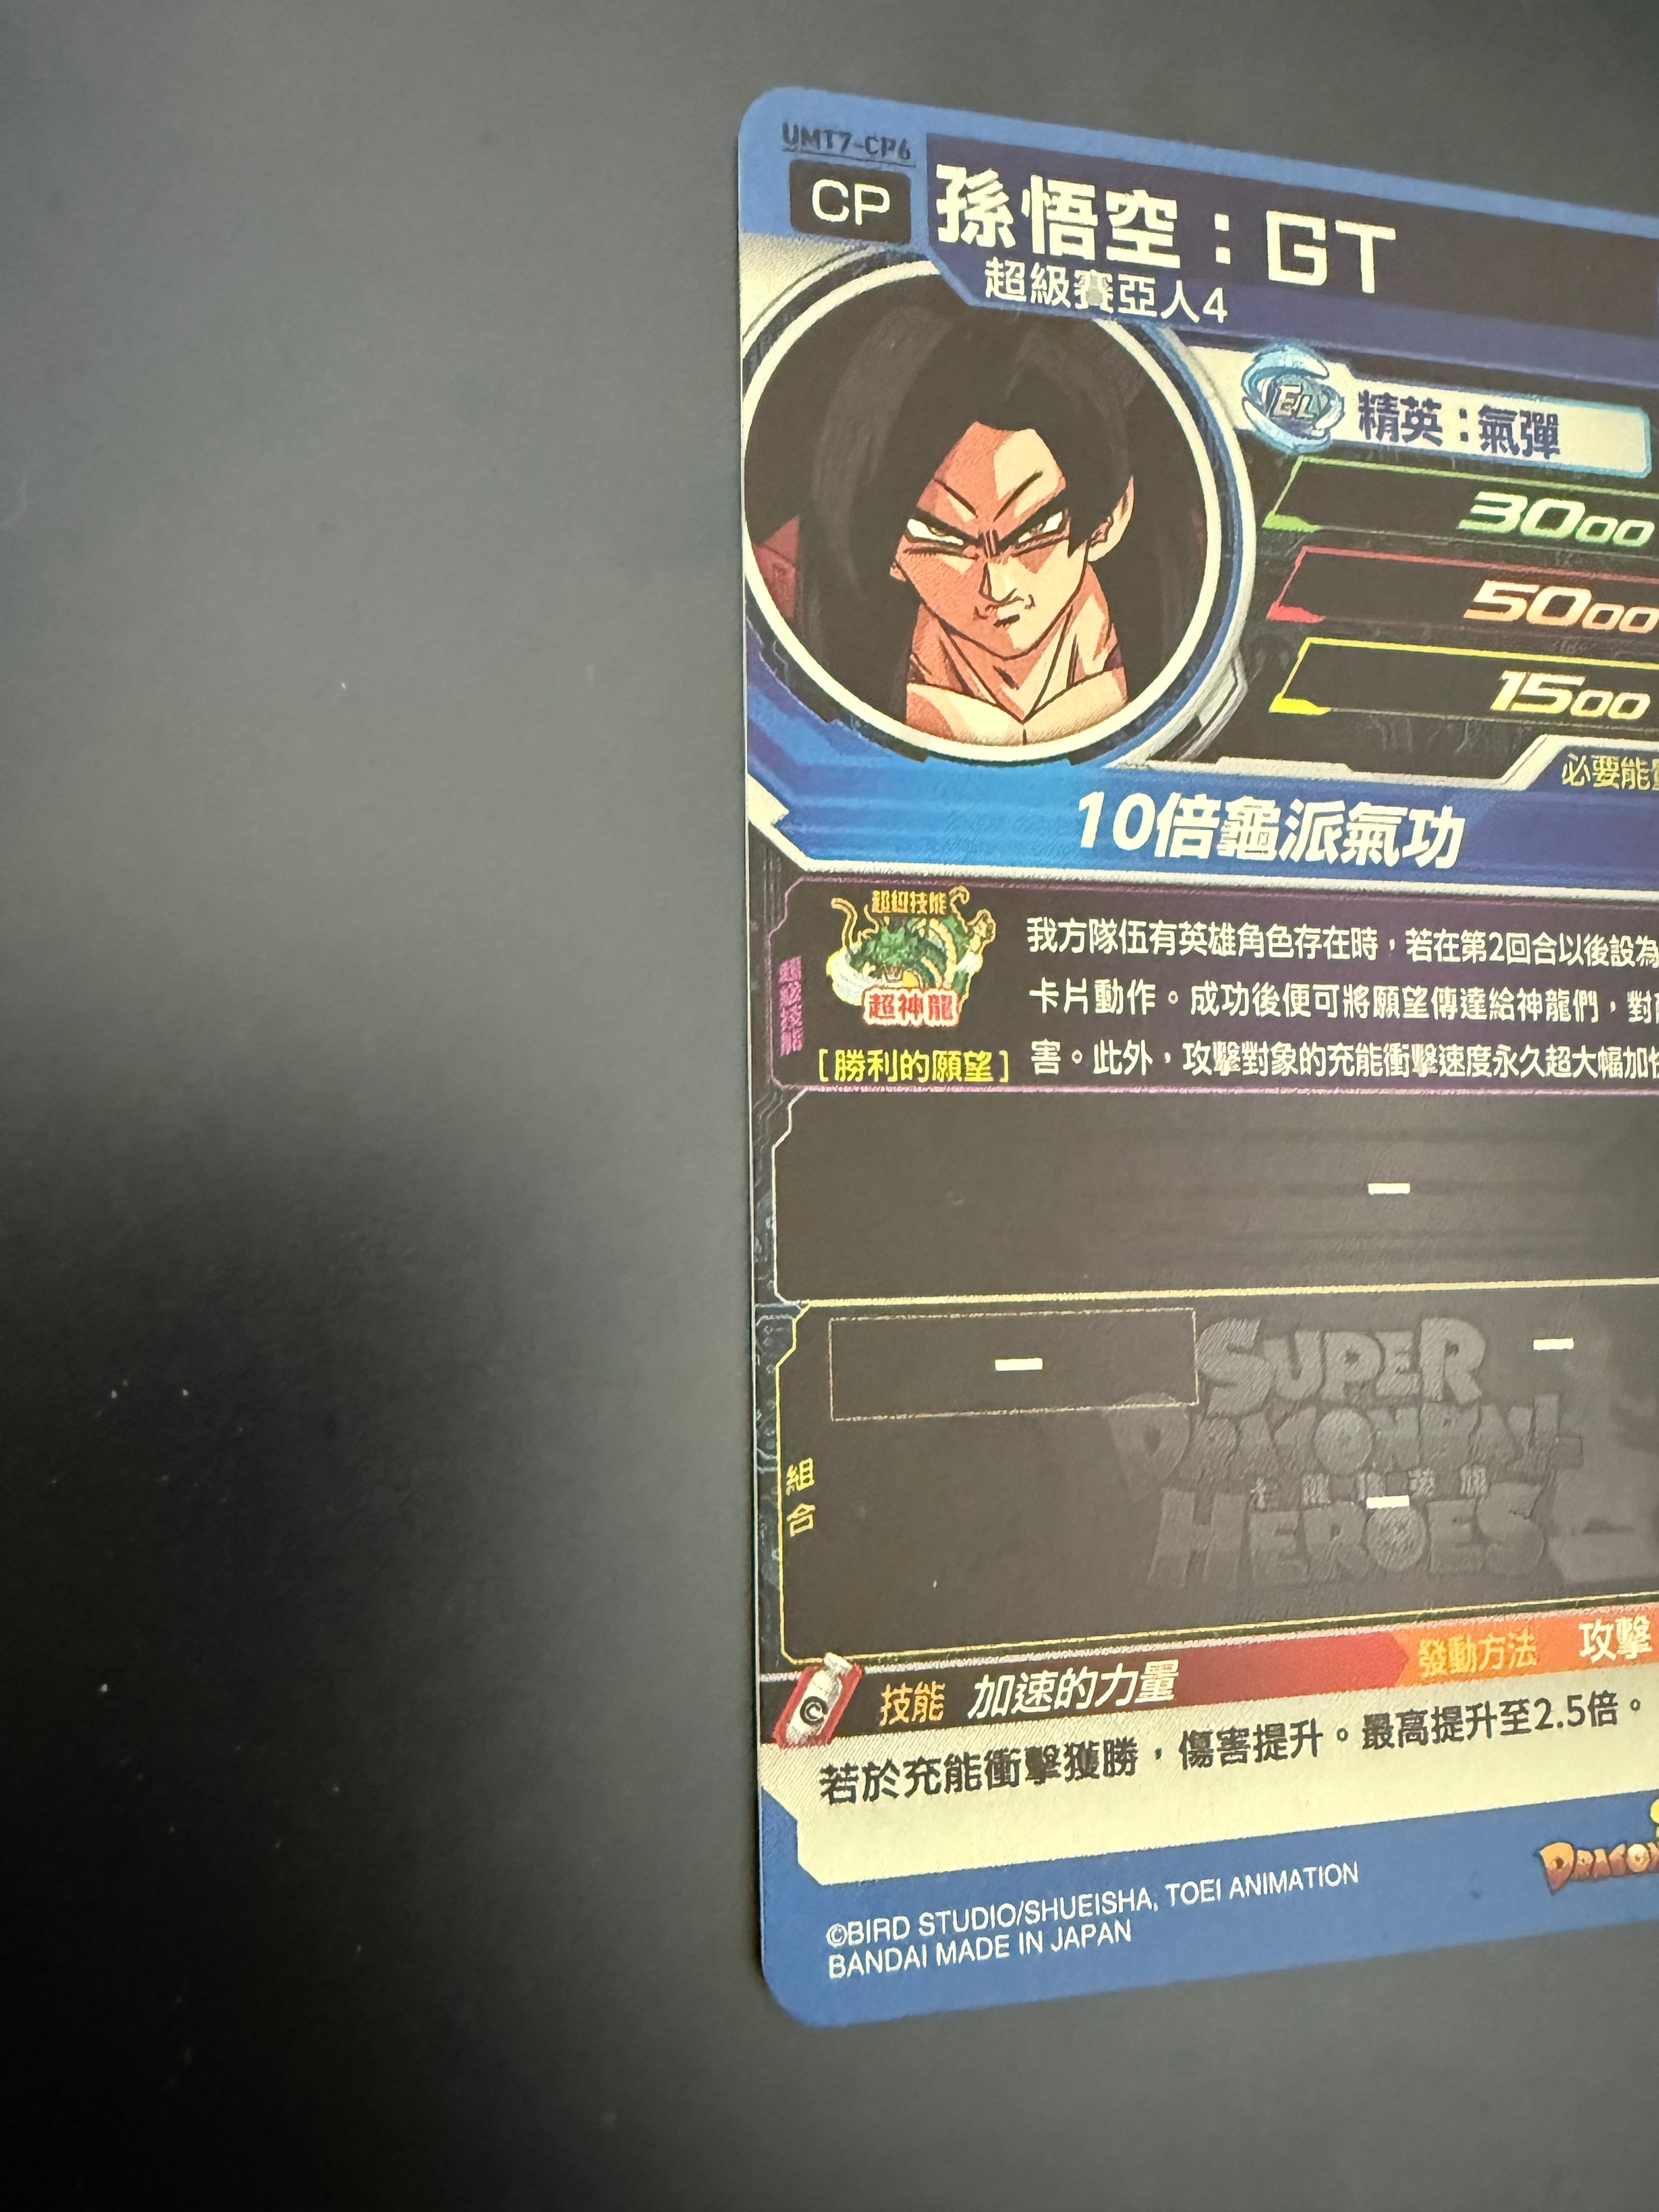 UMT7-CP6
CP
孫悟空：GT
超級賽亞人4
EL
精英：氣彈
3000
5000
1500
必要能
10倍龜派氣功
超級技能
超神龍
[勝利的願望]
我方隊伍有英雄角色存在時，若在第2回合以後設為
卡片動作。成功後便可將願望傳達給神龍們，對
害。此外，攻擊對象的充能衝擊速度永久超大幅加
ー
ー
ー
ー
SUPER
DRAGONBALL
HEROES
組合
C
技能 加速的力量
發動方法 攻擊
若於充能衝擊獲勝，傷害提升。最高提升至2.5倍。
DRAGON
©BIRD STUDIO/SHUEISHA, TOEI ANIMATION
BANDAI MADE IN JAPAN